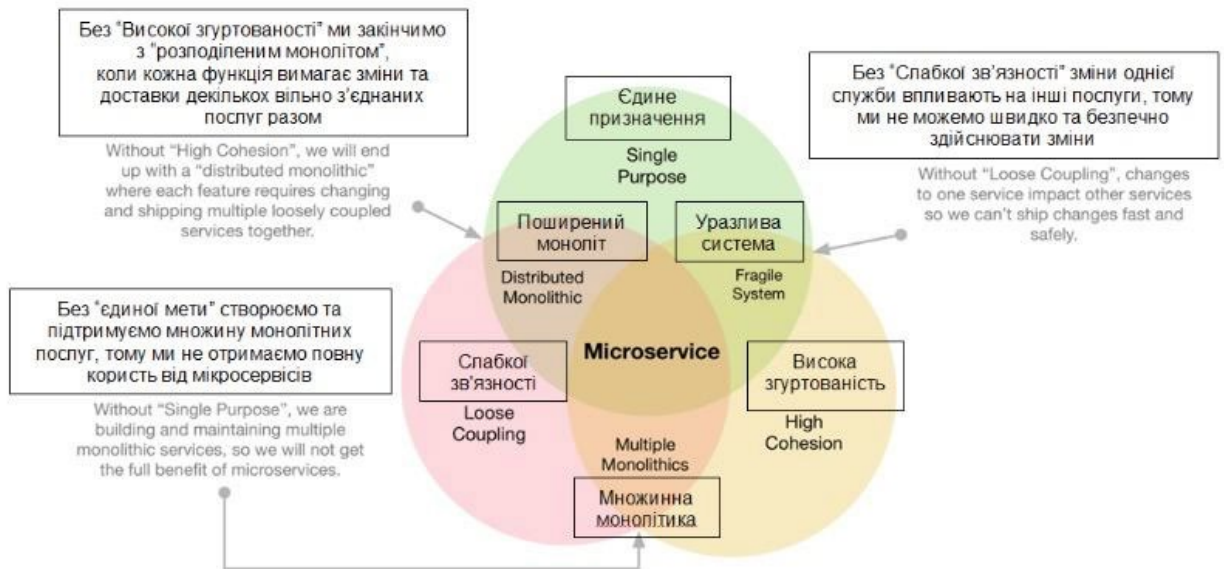 Без "Високої згуртованості" ми закінчимо
з "розподіленим монолітом",
коли кожна функція вимагає зміни та
доставки декількох вільно з'єднаних
послуг разом
Without "High Cohesion", we will end
up with a "distributed monolithic"
where each feature requires changing
and shipping multiple loosely coupled
services together.
Єдине
призначення
Single
Purpose
Без "Слабкої зв'язності" зміни однієї
служби впливають на інші послуги, тому
ми не можемо швидко та безпечно
здійснювати зміни
Without "Loose Coupling", changes
to one service impact other services
so we can't ship changes fast and
safely.
Поширений
моноліт
Distributed
Monolithic
Уразлива
система
Fragile
System
Без "єдиної мети" створюємо та
підтримуємо множину монолітних
послуг, тому ми не отримаємо повну
користь від мікросервісів
Without "Single Purpose", we are
building and maintaining multiple
monolithic services, so we will not get
the full benefit of microservices.
Слабкої
зв'язності
Loose
Coupling
Microservice
Висока
згуртованість
High
Cohesion
Multiple
Monolithics
Множинна
монолітика